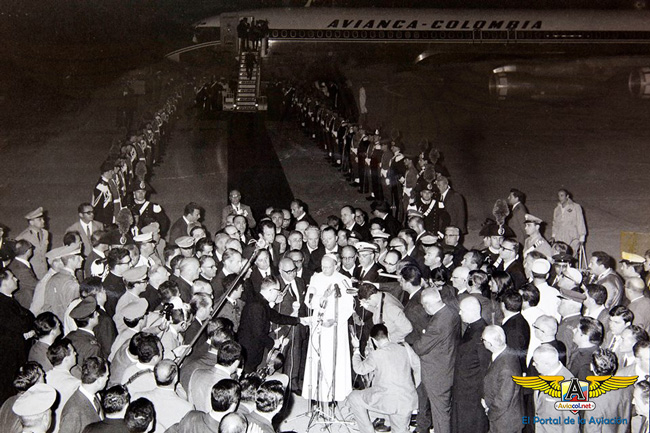 AVIANCA-COLOMBIA
A
Aviacol.net
El Portal de la Aviación